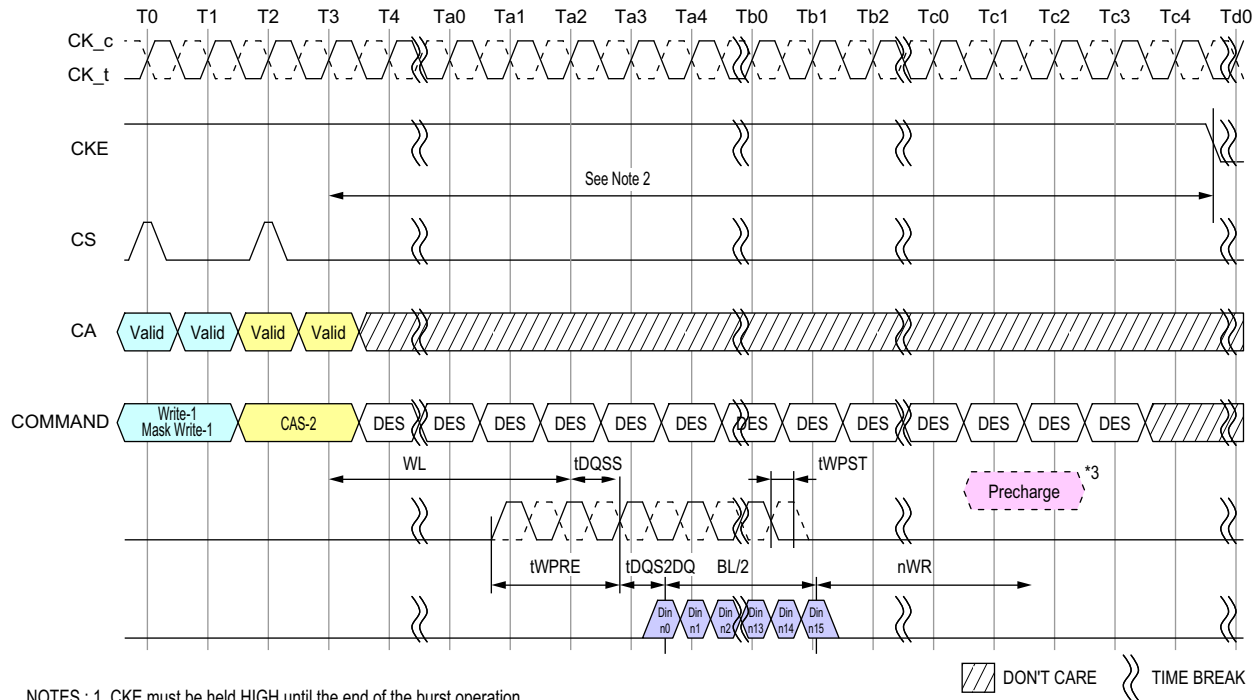 T0 T1 T2 T3 T4 Ta0 Ta1 Ta2 Ta3 Ta4 Tb0 Tb1 Tb2 Tc0 Tc1 Tc2 Tc3 Tc4 Td0
CK_c
CK_t
CKE
See Note 2
CS
CA Valid Valid Valid Valid
COMMAND Write-1 Mask Write-1 CAS-2 DES DES DES DES DES DES DES DES DES DES DES DES DES
WL tDQSS tWPST
Precharge *3
tWPRE tDQS2DQ BL/2 nWR
Din n0 Din n1 Din n2 Din n13 Din n14 Din n15
DON'T CARE TIME BREAK
NOTES : 1. CKE must be held HIGH until the end of the burst operation.